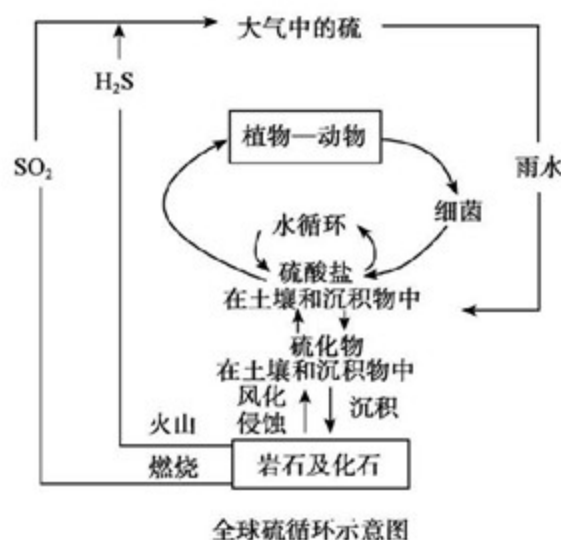 大气中的硫
H₂S
植物—动物
SO₂
雨水
细菌
水循环
硫酸盐
在土壤和沉积物中
硫化物
在土壤和沉积物中
风化
侵蚀
沉积
火山
燃烧
岩石及化石
全球硫循环示意图